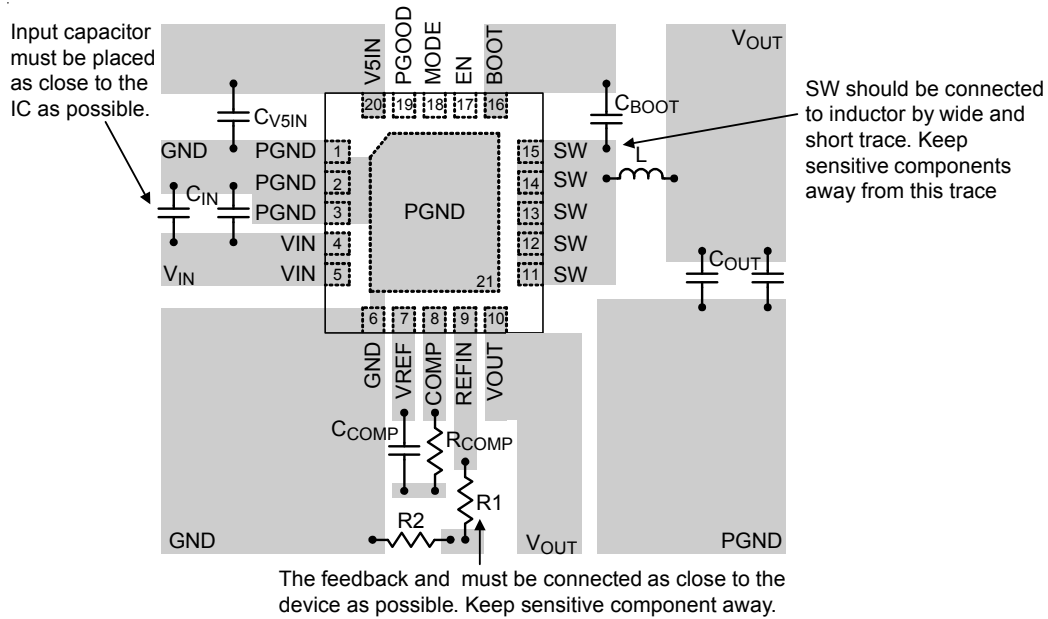 Input capacitor
must be placed
as close to the
IC as possible.
V5IN
PGOOD
MODE
EN
BOOT
VOUT
20 19 18 17 16
CV5IN
CBOOT
SW should be connected
to inductor by wide and
short trace. Keep
sensitive components
away from this trace
GND PGND 1
15 SW
L
PGND 2
14 SW
CIN
PGND 3
PGND
13 SW
VIN 4
12 SW
COUT
VIN VIN 5
21
11 SW
6 7 8 9 10
GND
VREF
COMP
REFIN
VOUT
CCOMP
RCOMP
R1
R2
GND
VOUT
PGND
The feedback and must be connected as close to the
device as possible. Keep sensitive component away.